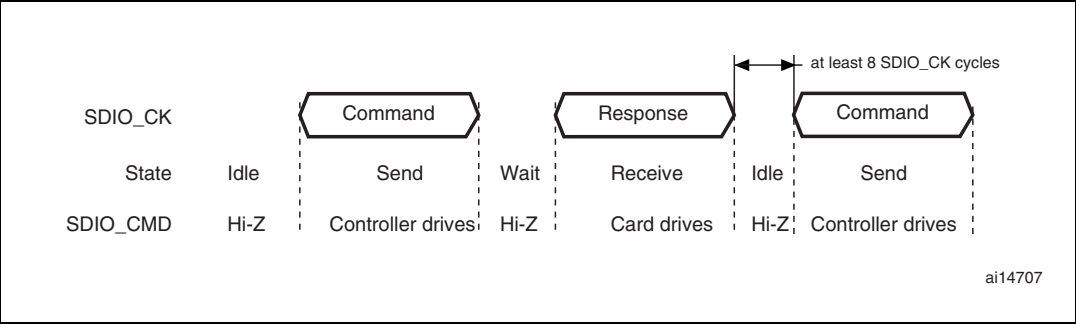 at least 8 SDIO_CK cycles
SDIO_CK Command Response Command
State Idle Send Wait Receive Idle Send
SDIO_CMD Hi-Z Controller drives Hi-Z Card drives Hi-Z Controller drives
ai14707